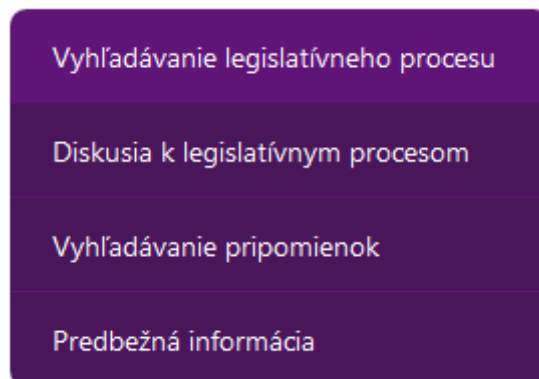 Vyhľadávanie legislatívneho procesu
Diskusia k legislatívnym procesom
Vyhľadávanie pripomienok
Predbežná informácia